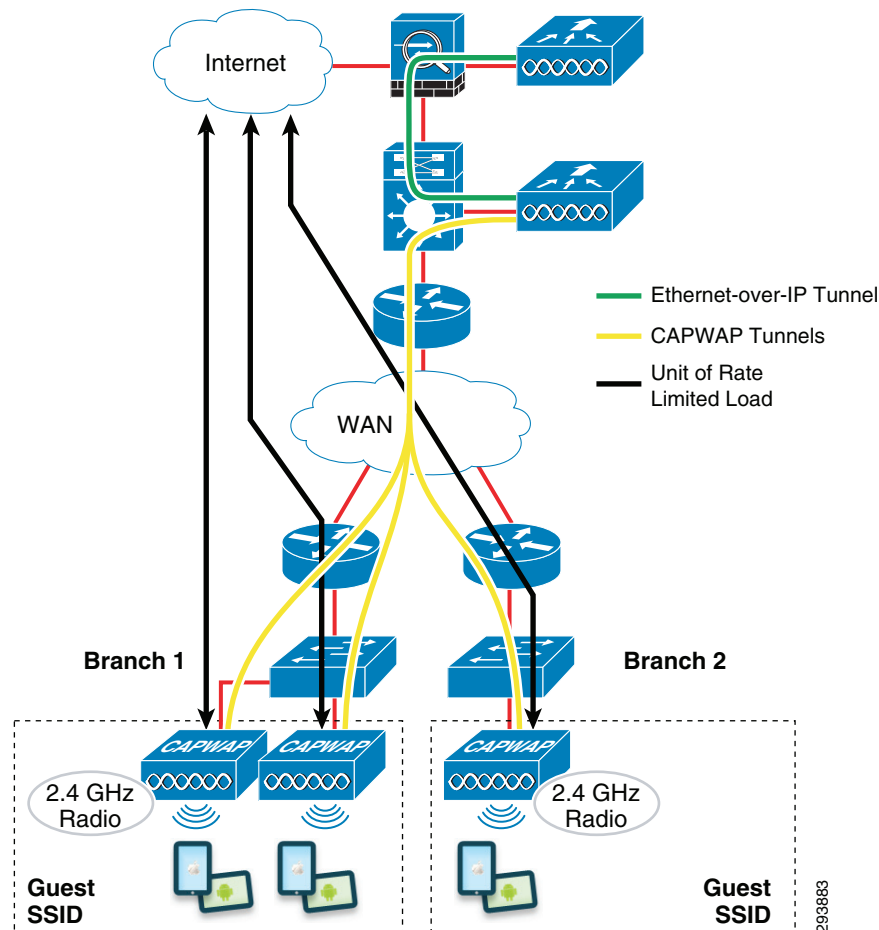 Internet
Ethernet-over-IP Tunnel
CAPWAP Tunnels
Unit of Rate
Limited Load
WAN
Branch 1
Branch 2
CAPWAP
CAPWAP
CAPWAP
2.4 GHz
Radio
2.4 GHz
Radio
Guest
SSID
Guest
SSID
293883